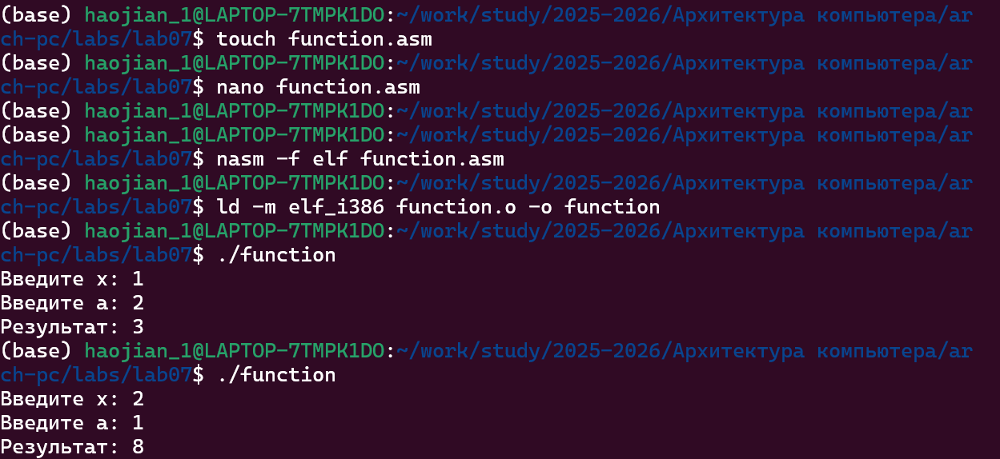 (base) haojian_1@LAPTOP-7TMPK1DO:~/work/study/2025-2026/Архитектура компьютера/ar
ch-pc/labs/lab07$ touch function.asm
(base) haojian_1@LAPTOP-7TMPK1DO:~/work/study/2025-2026/Архитектура компьютера/ar
ch-pc/labs/lab07$ nano function.asm
(base) haojian_1@LAPTOP-7TMPK1DO:~/work/study/2025-2026/Архитектура компьютера/ar
(base) haojian_1@LAPTOP-7TMPK1DO:~/work/study/2025-2026/Архитектура компьютера/ar
ch-pc/labs/lab07$ nasm -f elf function.asm
(base) haojian_1@LAPTOP-7TMPK1DO:~/work/study/2025-2026/Архитектура компьютера/ar
ch-pc/labs/lab07$ ld -m elf_i386 function.o -o function
(base) haojian_1@LAPTOP-7TMPK1DO:~/work/study/2025-2026/Архитектура компьютера/ar
ch-pc/labs/lab07$ ./function
Введите x: 1
Введите a: 2
Результат: 3
(base) haojian_1@LAPTOP-7TMPK1DO:~/work/study/2025-2026/Архитектура компьютера/ar
ch-pc/labs/lab07$ ./function
Введите x: 2
Введите a: 1
Результат: 8